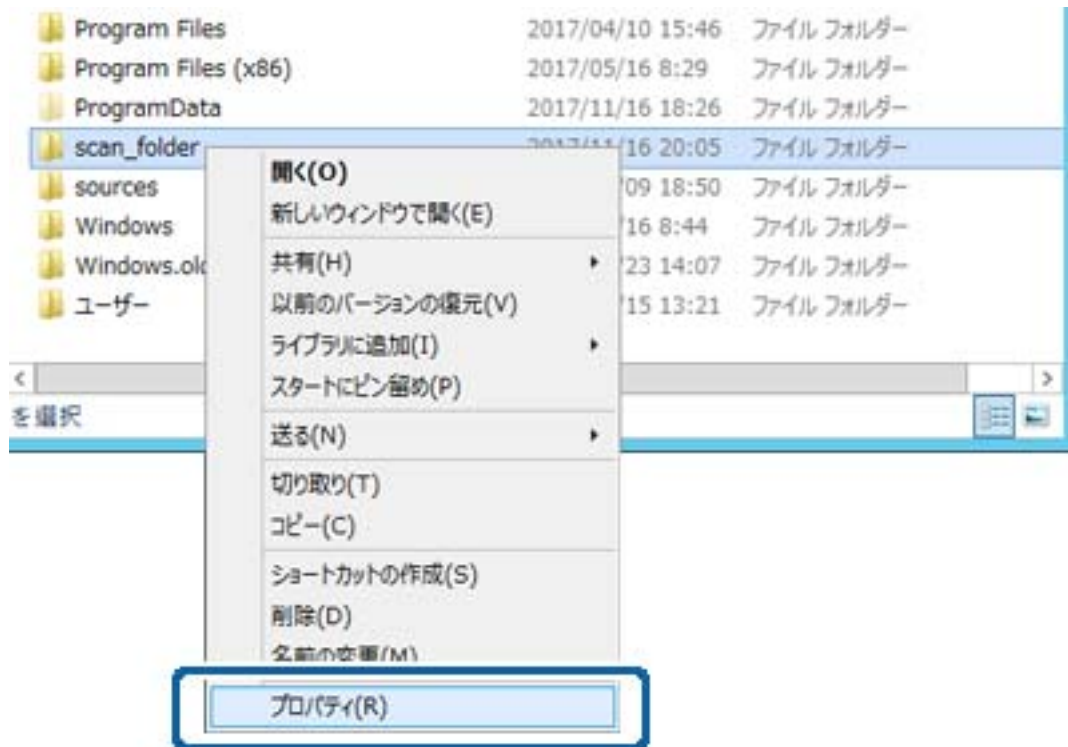 Program Files 2017/04/10 15:46 ファイル フォルダー
Program Files (x86) 2017/05/16 8:29 ファイル フォルダー
ProgramData 2017/11/16 18:26 ファイル フォルダー
scan_folder 2017/11/16 20:05 ファイル フォルダー
sources /09 18:50 ファイル フォルダー
Windows /16 8:44 ファイル フォルダー
Windows.old /23 14:07 ファイル フォルダー
ユーザー /15 13:21 ファイル フォルダー
を選択
開く(O)
新しいウィンドウで開く(E)
共有(H)
以前のバージョンの復元(V)
ライブラリに追加(I)
スタートにピン留め(P)
送る(N)
切り取り(T)
コピー(C)
ショートカットの作成(S)
削除(D)
名前の変更(M)
プロパティ(R)